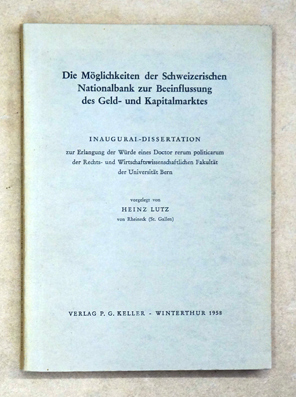 Die Möglichkeiten der Schweizerischen
Nationalbank zur Beeinflussung
des Geld- und Kapitalmarktes
INAUGURAL-DISSERTATION
zur Erlangung der Würde eines Doctor rerum politicarum
der Rechts- und Wirtschaftswissenschaftlichen Fakultät
der Universität Bern
vorgelegt von
HEINZ LUTZ
von Rheineck (St. Gallen)
VERLAG P. G. KELLER - WINTERTHUR 1958